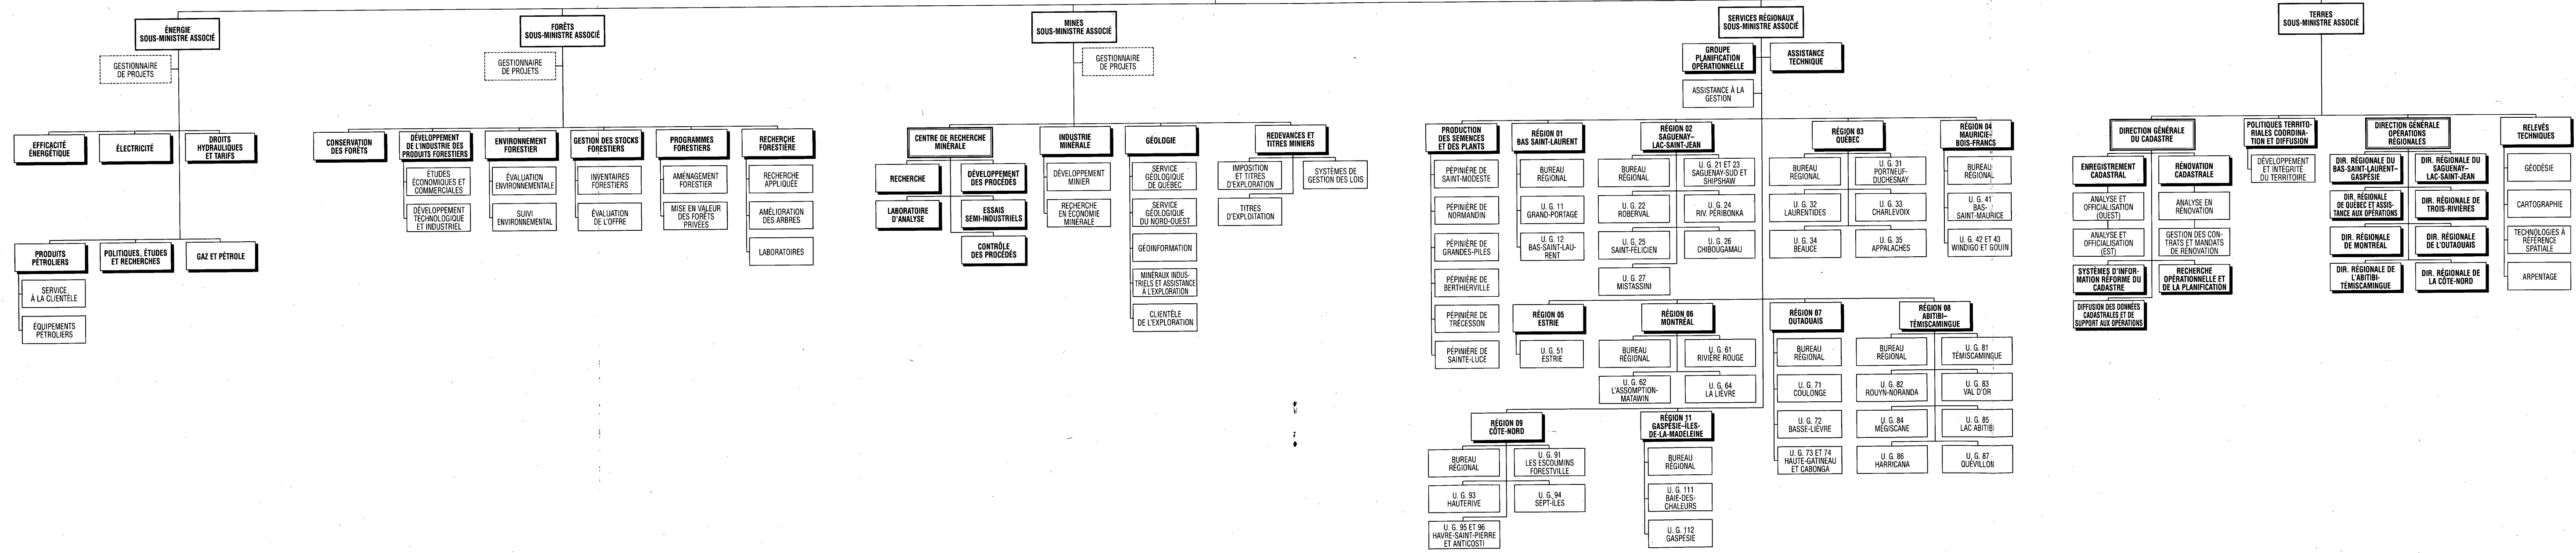 ÉNERGIE
SOUS-MINISTRE ASSOCIÉ
GESTIONNAIRE
DE PROJETS
EFFICACITÉ
ÉNERGÉTIQUE
ÉLECTRICITÉ
DROITS
HYDRAULIQUES
ET TARIFS
PRODUITS
PÉTROLIERS
SERVICE
À LA CLIENTÈLE
ÉQUIPEMENTS
PÉTROLIERS
POLITIQUES, ÉTUDES
ET RECHERCHES
GAZ ET PÉTROLE
FORÊTS
SOUS-MINISTRE ASSOCIÉ
GESTIONNAIRE
DE PROJETS
CONSERVATION
DES FORÊTS
DÉVELOPPEMENT
DE L'INDUSTRIE DES
PRODUITS FORESTIERS
ÉTUDES
ÉCONOMIQUES ET
COMMERCIALES
DÉVELOPPEMENT
TECHNOLOGIQUE
ET INDUSTRIEL
ENVIRONNEMENT
FORESTIER
ÉVALUATION
ENVIRONNEMENTALE
SUIVI
ENVIRONNEMENTAL
GESTION DES STOCKS
FORESTIERS
INVENTAIRES
FORESTIERS
ÉVALUATION
DE L'OFFRE
PROGRAMMES
FORESTIERS
AMÉNAGEMENT
FORESTIER
MISE EN VALEUR
DES FORÊTS
PRIVÉES
RECHERCHE
FORESTIÈRE
RECHERCHE
APPLIQUÉE
AMÉLIORATION
DES ARBRES
LABORATOIRES
MINES
SOUS-MINISTRE ASSOCIÉ
GESTIONNAIRE
DE PROJETS
CENTRE DE RECHERCHE
MINÉRALE
RECHERCHE
DÉVELOPPEMENT
DES PROCÉDÉS
LABORATOIRE
D'ANALYSE
ESSAIS
SEMI-INDUSTRIELS
CONTRÔLE
DES PROCÉDÉS
INDUSTRIE
MINÉRALE
DÉVELOPPEMENT
MINIER
RECHERCHE
EN ÉCONOMIE
MINÉRALE
GÉOLOGIE
SERVICE
GÉOLOGIQUE
DE QUÉBEC
SERVICE
GÉOLOGIQUE
DU NORD-OUEST
GÉOINFORMATION
MINÉRAUX INDUS-
TRIELS ET ASSISTANCE
À L'EXPLORATION
CLIENTÈLE
DE L'EXPLORATION
REDEVANCES ET
TITRES MINIERS
IMPOSITION
ET TITRES
D'EXPLORATION
SYSTÈMES DE
GESTION DES LOIS
TITRES
D'EXPLOITATION
SERVICES RÉGIONAUX
SOUS-MINISTRE ASSOCIÉ
GROUPE
PLANIFICATION
OPÉRATIONNELLE
ASSISTANCE
TECHNIQUE
ASSISTANCE À LA
GESTION
PRODUCTION
DES SEMENCES
ET DES PLANTS
PÉPINIÈRE DE
SAINT-MODESTE
PÉPINIÈRE DE
NORMANDIN
PÉPINIÈRE DE
GRANDES-PILES
PÉPINIÈRE DE
BERTHIERVILLE
PÉPINIÈRE DE
TRÉCESSON
PÉPINIÈRE DE
SAINTE-LUCE
RÉGION 01
BAS SAINT-LAURENT
BUREAU
RÉGIONAL
U. G. 11
GRAND-PORTAGE
U. G. 12
BAS-SAINT-LAU-
RENT
RÉGION 02
SAGUENAY–
LAC-SAINT-JEAN
BUREAU
RÉGIONAL
U. G. 21 ET 23
SAGUENAY-SUD ET
SHIPSHAW
U. G. 22
ROBERVAL
U. G. 24
RIV. PÉRIBONKA
U. G. 25
SAINT-FÉLICIEN
U. G. 26
CHIBOUGAMAU
U. G. 27
MISTASSINI
RÉGION 03
QUÉBEC
BUREAU
RÉGIONAL
U. G. 31
PORTNEUF-
DUCHESNAY
U. G. 32
LAURENTIDES
U. G. 33
CHARLEVOIX
U. G. 34
BEAUCE
U. G. 35
APPALACHES
RÉGION 04
MAURICIE–
BOIS-FRANCS
BUREAU
RÉGIONAL
U. G. 41
BAS-
SAINT-MAURICE
U. G. 42 ET 43
WINDIGO ET GOUIN
RÉGION 05
ESTRIE
U. G. 51
ESTRIE
RÉGION 06
MONTRÉAL
BUREAU
RÉGIONAL
U. G. 61
RIVIÈRE ROUGE
U. G. 62
L'ASSOMPTION-
MATAWIN
U. G. 64
LA LIÈVRE
RÉGION 07
OUTAOUAIS
BUREAU
RÉGIONAL
U. G. 71
COULONGE
U. G. 72
BASSE-LIÈVRE
U. G. 73 ET 74
HAUTE-GATINEAU
ET CABONGA
RÉGION 08
ABITIBI–
TÉMISCAMINGUE
BUREAU
RÉGIONAL
U. G. 81
TÉMISCAMINGUE
U. G. 82
ROUYN-NORANDA
U. G. 83
VAL D'OR
U. G. 84
MÉGISCANE
U. G. 85
LAC ABITIBI
U. G. 86
HARRICANA
U. G. 87
QUÉVILLON
RÉGION 09
CÔTE-NORD
BUREAU
RÉGIONAL
U. G. 91
LES ESCOUMINS
FORESTVILLE
U. G. 93
HAUTERIVE
U. G. 94
SEPT-ÎLES
U. G. 95 ET 96
HAVRE-SAINT-PIERRE
ET ANTICOSTI
RÉGION 11
GASPÉSIE–ÎLES-
DE-LA-MADELEINE
BUREAU
RÉGIONAL
U. G. 111
BAIE-DES-
CHALEURS
U. G. 112
GASPÉSIE
TERRES
SOUS-MINISTRE ASSOCIÉ
DIRECTION GÉNÉRALE
DU CADASTRE
ENREGISTREMENT
CADASTRAL
ANALYSE ET
OFFICIALISATION
(OUEST)
ANALYSE ET
OFFICIALISATION
(EST)
RÉNOVATION
CADASTRALE
ANALYSE EN
RÉNOVATION
GESTION DES CON-
TRATS ET MANDATS
DE RÉNOVATION
SYSTÈMES D'INFOR-
MATION RÉFORME DU
CADASTRE
RECHERCHE
OPÉRATIONNELLE ET
DE LA PLANIFICATION
DIFFUSION DES DONNÉES
CADASTRALES ET DE
SUPPORT AUX OPÉRATIONS
POLITIQUES TERRITO-
RIALES COORDINA-
TION ET DIFFUSION
DÉVELOPPEMENT
ET INTÉGRITÉ
DU TERRITOIRE
DIRECTION GÉNÉRALE
OPÉRATIONS
RÉGIONALES
DIR. RÉGIONALE DU
BAS-SAINT-LAURENT–
GASPÉSIE
DIR. RÉGIONALE DU
SAGUENAY–
LAC-SAINT-JEAN
DIR. RÉGIONALE
DE QUÉBEC ET ASSIS-
TANCE AUX OPÉRATIONS
DIR. RÉGIONALE DE
TROIS-RIVIÈRES
DIR. RÉGIONALE
DE MONTRÉAL
DIR. RÉGIONALE
DE L'OUTAOUAIS
DIR. RÉGIONALE DE
L'ABITIBI-
TÉMISCAMINGUE
DIR. RÉGIONALE DE
LA CÔTE-NORD
RELEVÉS
TECHNIQUES
GÉODÉSIE
CARTOGRAPHIE
TECHNOLOGIES À
RÉFÉRENCE
SPATIALE
ARPENTAGE